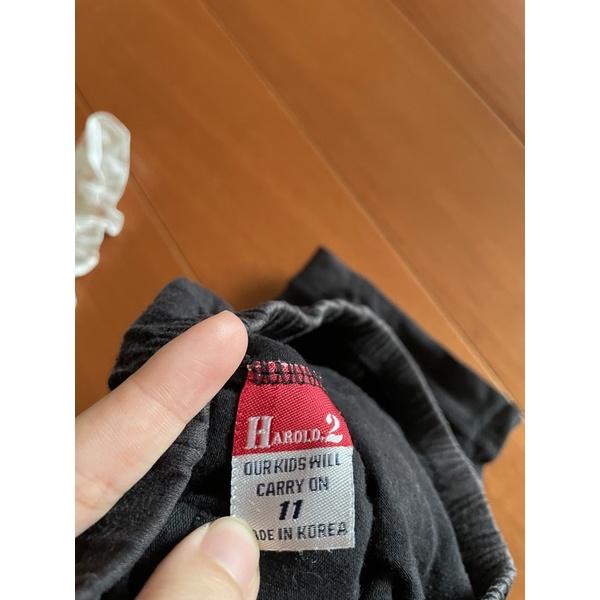 HAROLD.2
OUR KIDS WILL
CARRY ON
11
ADE IN KOREA